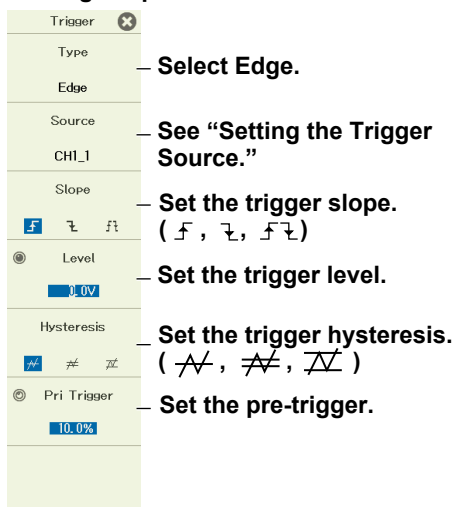 Trigger
Type
Edge
Select Edge.
Source
CH1_1
See “Setting the Trigger
Source.”
Slope
Set the trigger slope.
Level
0.0V
Set the trigger level.
Hysteresis
Set the trigger hysteresis.
Pri Trigger
10.0%
Set the pre-trigger.